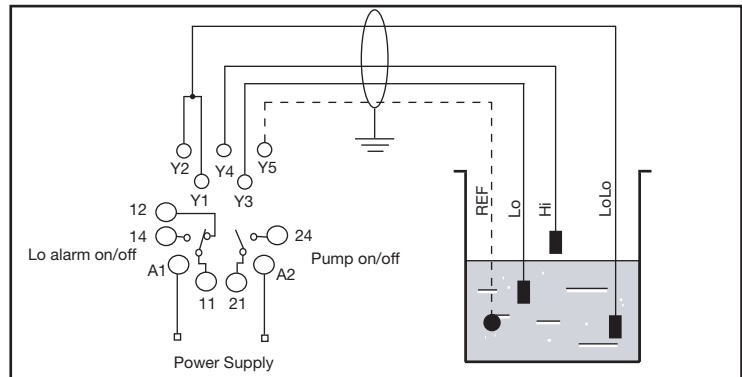 Y2
Y1
Y4
Y3
Y5
REF
Lo
Hi
LoLo
12
14
24
Lo alarm on/off
A1
11
21
A2
Pump on/off
Power Supply